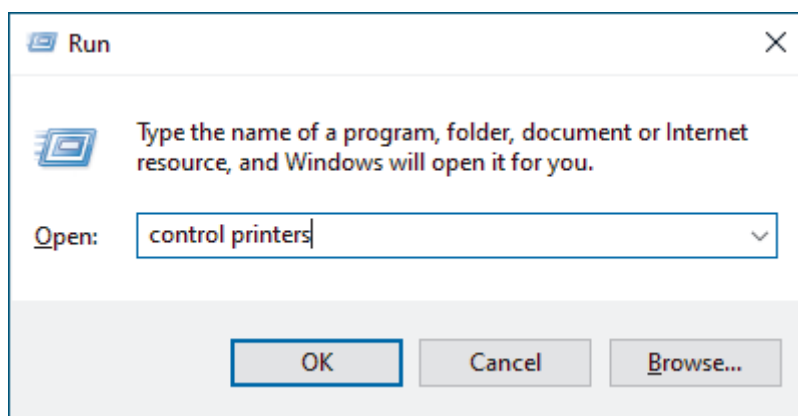 Run
Type the name of a program, folder, document or Internet
resource, and Windows will open it for you.
Open: control printers
OK Cancel Browse...